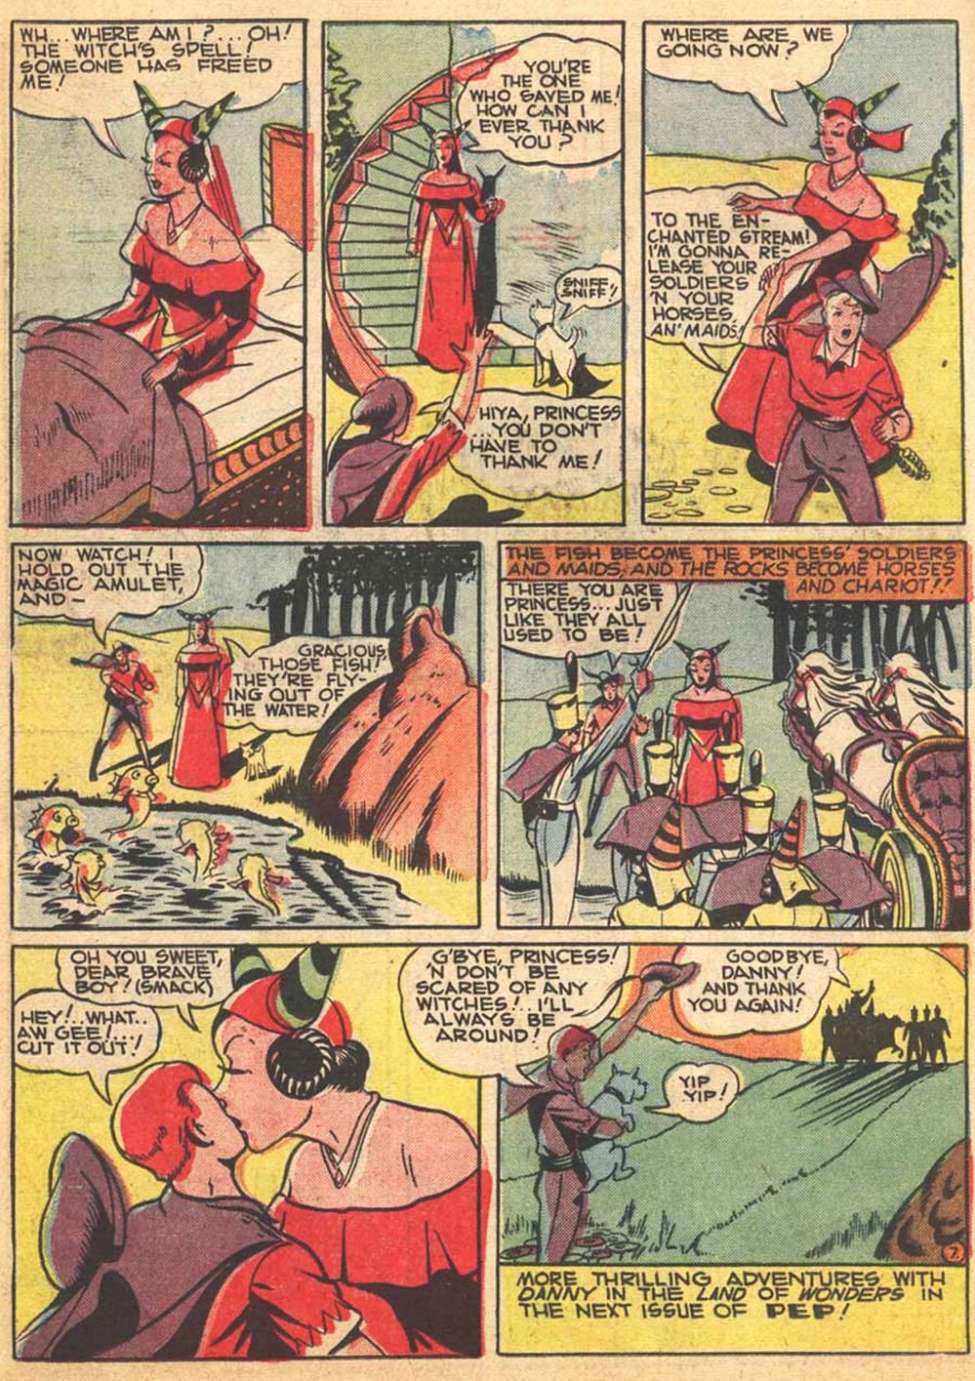 WH...WHERE AM I?...OH!
THE WITCH'S SPELL!
SOMEONE HAS FREED
ME!
YOU'RE
THE ONE
WHO SAVED ME!
HOW CAN I
EVER THANK
YOU?
SNIFF
SNIFF!
HIYA, PRINCESS
...YOU DON'T
HAVE TO
THANK ME!
WHERE ARE WE
GOING NOW?
TO THE EN-
CHANTED STREAM!
I'M GONNA RE-
LEASE YOUR
SOLDIERS
'N YOUR
HORSES,
AN' MAIDS!
NOW WATCH! I
HOLD OUT THE
MAGIC AMULET,
AND-
GRACIOUS
THOSE FISH!
THEY'RE FLY-
ING OUT OF
THE WATER!
THE FISH BECOME THE PRINCESS' SOLDIERS
AND MAIDS, AND THE ROCKS BECOME HORSES
AND CHARIOT!!
THERE YOU ARE
PRINCESS...JUST
LIKE THEY ALL
USED TO BE!
OH YOU SWEET,
DEAR BRAVE
BOY! (SMACK)
HEY!..WHAT..
AW GEE!....
CUT IT OUT!
G'BYE, PRINCESS!
'N DON'T BE
SCARED OF ANY
WITCHES!..I'LL
ALWAYS BE
AROUND!
GOODBYE,
DANNY!
AND THANK
YOU AGAIN!
YIP
YIP!
7
MORE THRILLING ADVENTURES WITH
DANNY IN THE LAND OF WONDERS IN
THE NEXT ISSUE OF PEP!